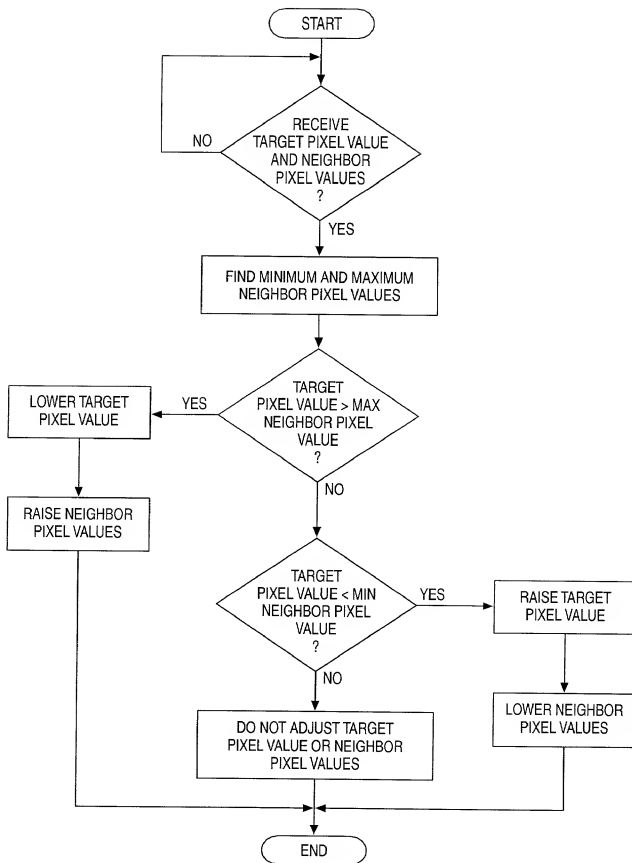 START
RECEIVE
TARGET PIXEL VALUE
AND NEIGHBOR
PIXEL VALUES
?
NO
YES
FIND MINIMUM AND MAXIMUM
NEIGHBOR PIXEL VALUES
TARGET
PIXEL VALUE > MAX
NEIGHBOR PIXEL
VALUE
?
YES
LOWER TARGET
PIXEL VALUE
RAISE NEIGHBOR
PIXEL VALUES
NO
TARGET
PIXEL VALUE < MIN
NEIGHBOR PIXEL
VALUE
?
YES
RAISE TARGET
PIXEL VALUE
LOWER NEIGHBOR
PIXEL VALUES
NO
DO NOT ADJUST TARGET
PIXEL VALUE OR NEIGHBOR
PIXEL VALUES
END